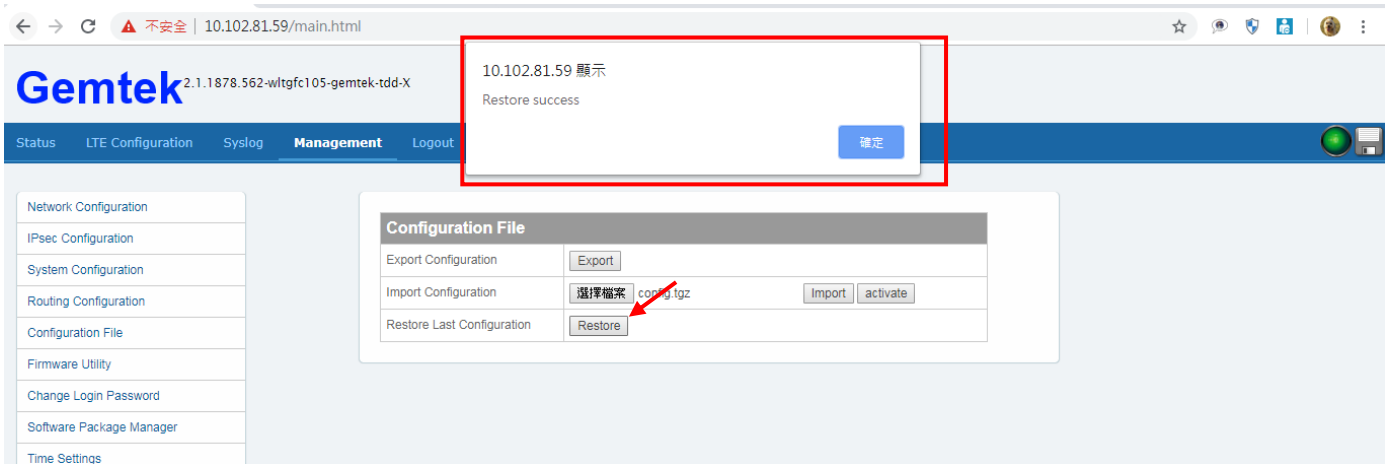 不安全 | 10.102.81.59/main.html
10.102.81.59 顯示
Restore success
確定
Gemtek 2.1.1878.562-wltgfc105-gemtek-tdd-X
Status LTE Configuration Syslog Management Logout
Network Configuration
IPsec Configuration
System Configuration
Routing Configuration
Configuration File
Firmware Utility
Change Login Password
Software Package Manager
Time Settings
Configuration File
Export Configuration Export
Import Configuration 選擇檔案 config.tgz Import activate
Restore Last Configuration Restore